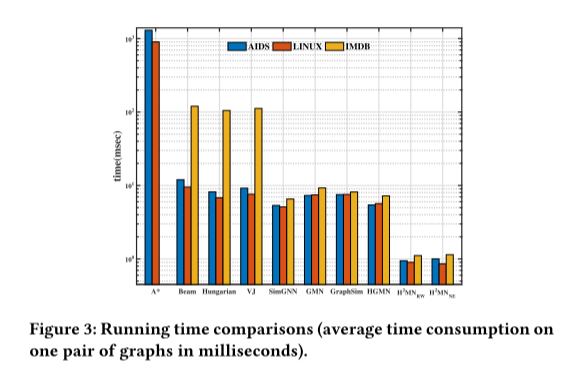 AIDS LINUX IMDB
10³
10²
10¹
10⁰
time(msec)
A* Beam Hungarian VJ SimGNN GMN GraphSim HGMN H²MN_RW H²MN_NE
Figure 3: Running time comparisons (average time consumption on
one pair of graphs in milliseconds).